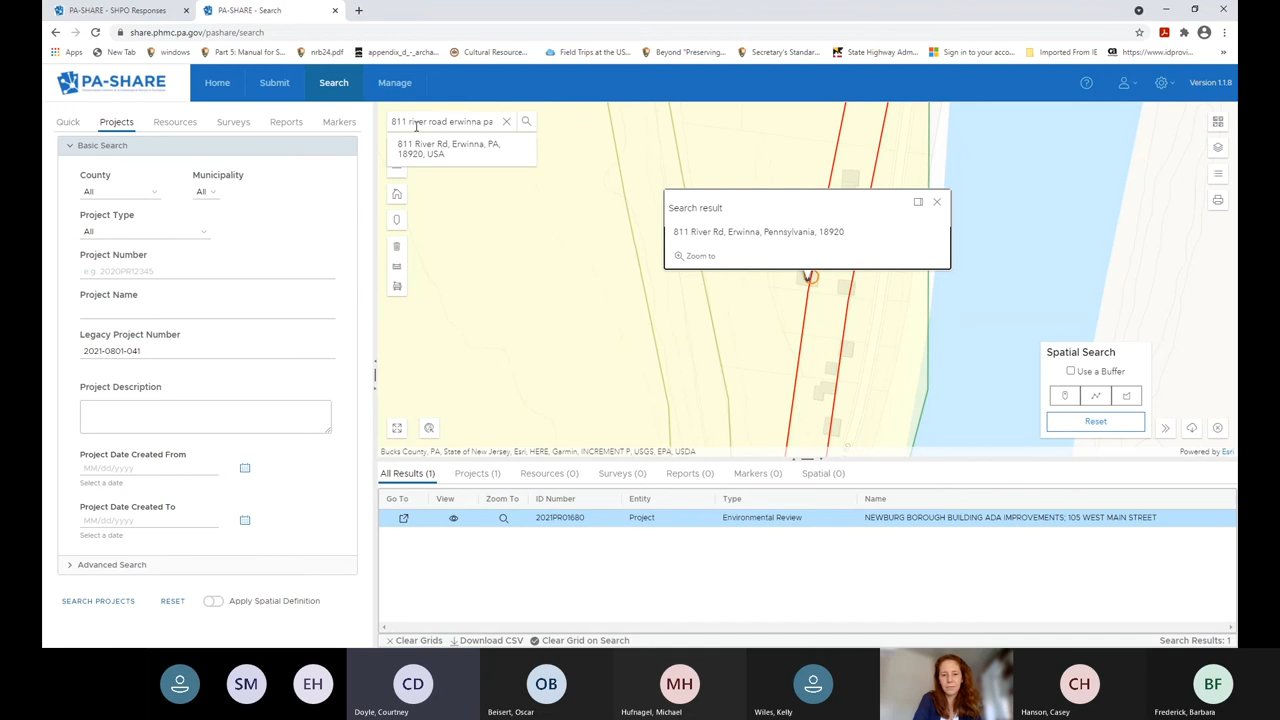 PA-SHARE - SHPO Responses
PA-SHARE - Search
share.phmc.pa.gov/pashare/search
Apps
New Tab
windows
Part 5: Manual for S...
nrb24.pdf
appendix_d_-_archa...
Cultural Resource...
Field Trips at the US...
Beyond "Preserving...
Secretary's Standar...
State Highway Adm...
Sign in to your acco...
Imported From IE
https://www.idprovi...
PA-SHARE
Home
Submit
Search
Manage
Version 1.1.8
Quick
Projects
Resources
Surveys
Reports
Markers
Basic Search
County
Municipality
All
All
Project Type
All
Project Number
e.g. 2020PR12345
Project Name
Legacy Project Number
2021-0801-041
Project Description
Project Date Created From
MM/dd/yyyy
Select a date
Project Date Created To
MM/dd/yyyy
Select a date
Advanced Search
SEARCH PROJECTS
RESET
Apply Spatial Definition
811 river road erwinna pa
811 River Rd, Erwinna, PA,
18920, USA
Search result
811 River Rd, Erwinna, Pennsylvania, 18920
Zoom to
Spatial Search
Use a Buffer
Reset
Bucks County, PA, State of New Jersey, Esri, HERE, Garmin, INCREMENT P, USGS, EPA, USDA
Powered by Esri
All Results (1)
Projects (1)
Resources (0)
Surveys (0)
Reports (0)
Markers (0)
Spatial (0)
Go To
View
Zoom To
ID Number
Entity
Type
Name
2021PR01680
Project
Environmental Review
NEWBURG BOROUGH BUILDING ADA IMPROVEMENTS; 105 WEST MAIN STREET
Clear Grids
Download CSV
Clear Grid on Search
Search Results: 1
SM
EH
CD
OB
MH
CH
BF
Doyle, Courtney
Beisert, Oscar
Hufnagel, Michael
Wiles, Kelly
Hanson, Casey
Frederick, Barbara